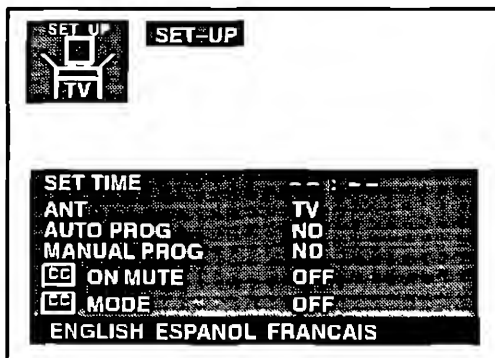 SET UP
TV
SET-UP
SET TIME - - : - -
ANT TV
AUTO PROG NO
MANUAL PROG NO
CC ON MUTE OFF
CC MODE OFF
ENGLISH ESPANOL FRANCAIS